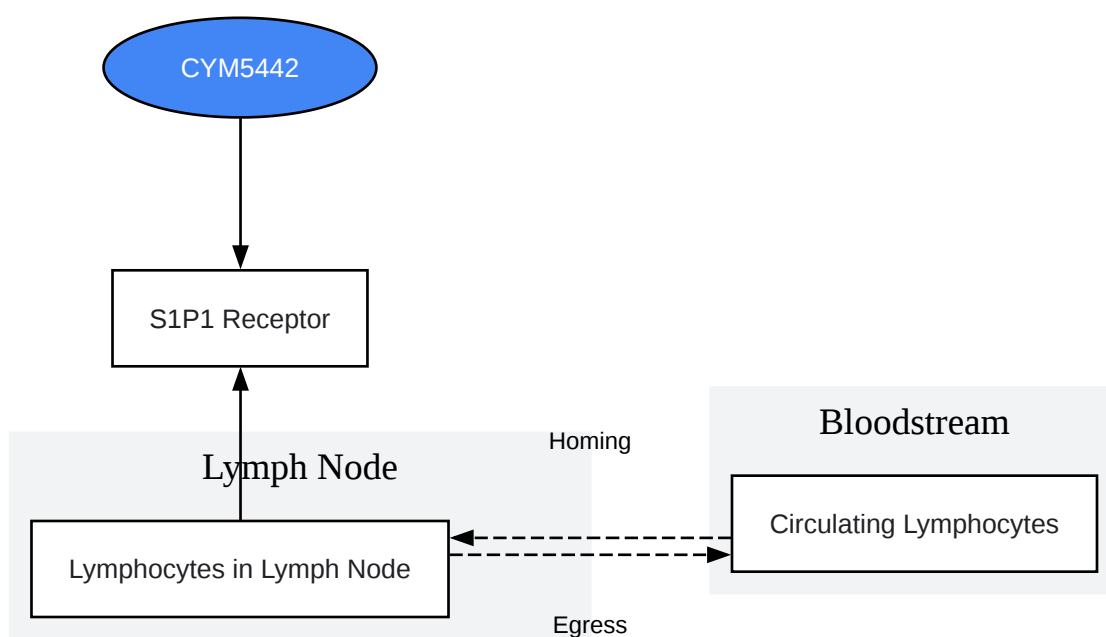 CYM5442
S1P1 Receptor
Bloodstream
Homing
Lymph Node
Circulating Lymphocytes
Lymphocytes in Lymph Node
Egress